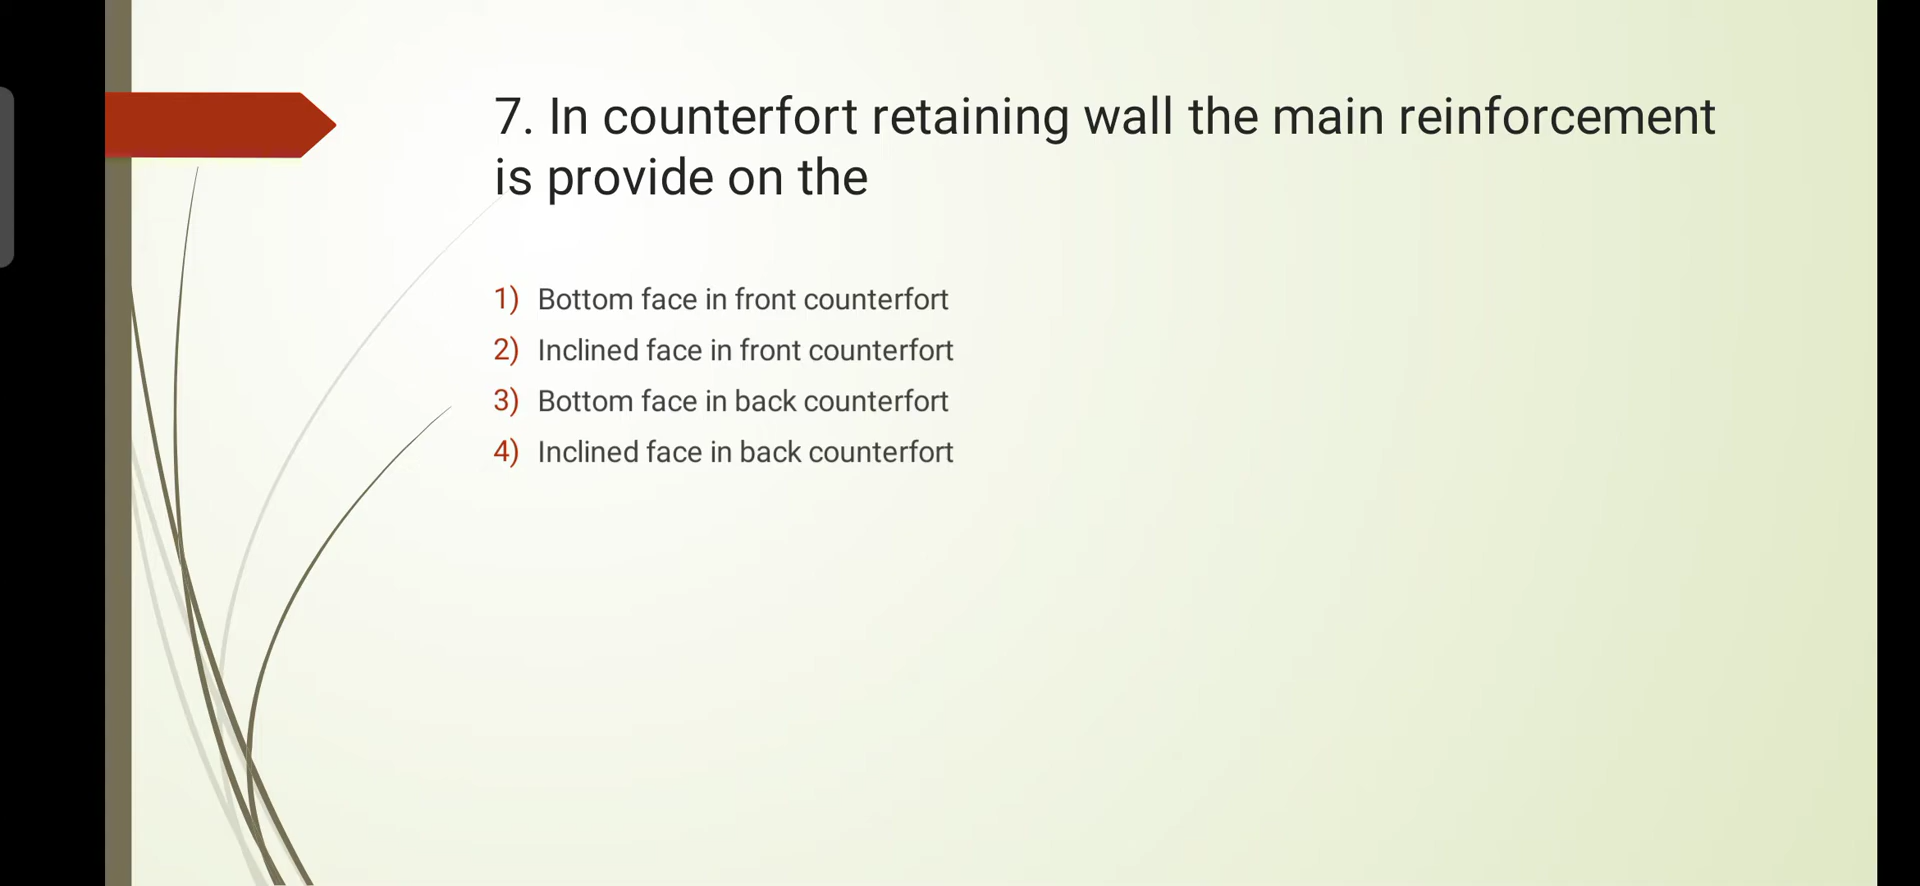 7. In counterfort retaining wall the main reinforcement
is provide on the
1) Bottom face in front counterfort
2) Inclined face in front counterfort
3) Bottom face in back counterfort
4) Inclined face in back counterfort